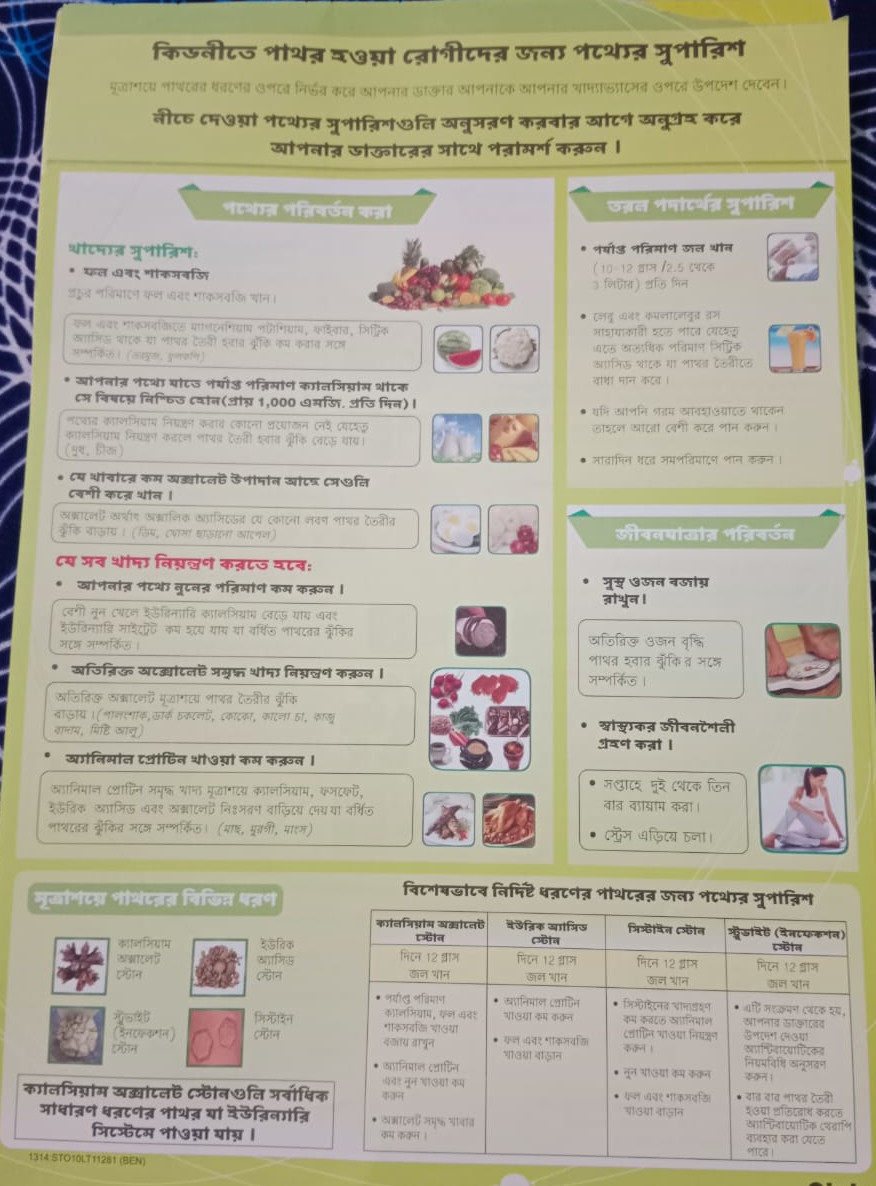 কিডনীতে পাথর হওয়া রোগীদের জন্য পথ্যের সুপারিশ
মূত্রাশয়ে পাথরের ধরণের ওপরে নির্ভর করে আপনার ডাক্তার আপনাকে আপনার খাদ্যাভ্যাসের ওপরে উপদেশ দেবেন।
নীচে দেওয়া পথ্যের সুপারিশগুলি অনুসরণ করবার আগে অনুগ্রহ করে
আপনার ডাক্তারের সাথে পরামর্শ করুন ।
পথ্যের পরিবর্তন করা
খাদ্যের সুপারিশ:
• ফল এবং শাকসবজি
প্রচুর পরিমাণে ফল এবং শাকসবজি খান।
ফল এবং শাকসবজিতে ম্যাগনেশিয়াম পটাশিয়াম, ফাইবার, সিট্রিক
অ্যাসিড থাকে যা পাথর তৈরী হবার ঝুঁকি কম করার সঙ্গে
সম্পর্কিত। (তরমুজ, ফুলকপি)
• আপনার পথ্যে যাতে পর্যাপ্ত পরিমাণ ক্যালসিয়াম থাকে
সে বিষয়ে নিশ্চিত হোন(প্রায় 1,000 এমজি. প্রতি দিন)।
পথ্যের ক্যালসিয়াম নিয়ন্ত্রণ করার কোনো প্রয়োজন নেই যেহেতু
ক্যালসিয়াম নিয়ন্ত্রণ করলে পাথর তৈরী হবার ঝুঁকি বেড়ে যায়।
(দুধ, চীজ)
• যে খাবারে কম অক্সালেট উপাদান আছে সেগুলি
বেশী করে খান ।
অক্সালেট অর্থাৎ অক্সালিক অ্যাসিডের যে কোনো লবণ পাথর তৈরীর
ঝুঁকি বাড়ায় । (ডিম, খোসা ছাড়ানো আপেল)
যে সব খাদ্য নিয়ন্ত্রণ করতে হবে:
• আপনার পথ্যে নুনের পরিমাণ কম করুন ।
বেশী নুন খেলে ইউরিন্যারি ক্যালসিয়াম বেড়ে যায় এবং
ইউরিন্যারি সাইট্রেট কম হয়ে যায় যা বর্ধিত পাথরের ঝুঁকির
সঙ্গে সম্পর্কিত ।
• অতিরিক্ত অক্সোলেট সমৃদ্ধ খাদ্য নিয়ন্ত্রণ করুন ।
অতিরিক্ত অক্সালেট মূত্রাশয়ে পাথর তৈরীর ঝুঁকি
বাড়ায় ।(পালংশাক,ডার্ক চকলেট, কোকো, কালো চা, কাজু
বাদাম, মিষ্টি আলু)
• অ্যানিমাল প্রোটিন খাওয়া কম করুন ।
অ্যানিমাল প্রোটিন সমৃদ্ধ খাদ্য মূত্রাশয়ে ক্যালসিয়াম, ফসফেট,
ইউরিক অ্যাসিড এবং অক্সালেট নিঃসরণ বাড়িয়ে দেয় যা বর্ধিত
পাথরের ঝুঁকির সঙ্গে সম্পর্কিত। (মাছ, মুরগী, মাংস)
তরল পদার্থের সুপারিশ
• পর্যাপ্ত পরিমাণ জল খান
(10-12 গ্লাস /2.5 থেকে
3 লিটার) প্রতি দিন
• লেবু এবং কমলালেবুর রস
সাহায্যকারী হতে পারে যেহেতু
এতে অত্যধিক পরিমাণ সিট্রিক
অ্যাসিড থাকে যা পাথর তৈরীতে
বাধা দান করে ।
• যদি আপনি গরম আবহাওয়াতে থাকেন
তাহলে আরো বেশী করে পান করুন ।
• সারাদিন ধরে সমপরিমাণে পান করুন ।
জীবনযাত্রার পরিবর্তন
• সুস্থ ওজন বজায়
রাখুন।
অতিরিক্ত ওজন বৃদ্ধি
পাথর হবার ঝুঁকি র সঙ্গে
সম্পর্কিত ।
• স্বাস্থ্যকর জীবনশৈলী
গ্রহণ করা ।
• সপ্তাহে দুই থেকে তিন
বার ব্যায়াম করা।
• স্ট্রেস এড়িয়ে চলা।
মূত্রাশয়ে পাথরের বিভিন্ন ধরণ
ক্যালসিয়াম
অক্সালেট
স্টোন
ইউরিক
অ্যাসিড
স্টোন
স্ট্রুভাইট
(ইনফেকশন)
স্টোন
সিস্টাইন
স্টোন
ক্যালসিয়াম অক্সালেট স্টোনগুলি সর্বাধিক
সাধারণ ধরণের পাথর যা ইউরিন্যারি
সিস্টেমে পাওয়া যায় ।
1314:STO10LT11281 (BEN)
বিশেষভাবে নির্দিষ্ট ধরণের পাথরের জন্য পথ্যের সুপারিশ
ক্যালসিয়াম অক্সালেট
স্টোন
ইউরিক অ্যাসিড
স্টোন
সিস্টাইন স্টোন
স্ট্রুভাইট (ইনফেকশন)
স্টোন
দিনে 12 গ্লাস
জল খান
দিনে 12 গ্লাস
জল খান
দিনে 12 গ্লাস
জল খান
দিনে 12 গ্লাস
জল খান
• পর্যাপ্ত পরিমাণ
ক্যালসিয়াম, ফল এবং
শাকসবজি খাওয়া
বজায় রাখুন
• অ্যানিমাল প্রোটিন
এবং নুন খাওয়া কম
করুন
• অক্সালেট সমৃদ্ধ খাবার
কম করুন ।
• অ্যানিমাল প্রোটিন
খাওয়া কম করুন
• ফল এবং শাকসবজি
খাওয়া বাড়ান
• সিস্টাইনের খাদ্যগ্রহণ
কম করতে অ্যানিমাল
প্রোটিন খাওয়া নিয়ন্ত্রণ
করুন ।
• নুন খাওয়া কম করুন
• ফল এবং শাকসবজি
খাওয়া বাড়ান
• এটি সংক্রমণ থেকে হয়,
আপনার ডাক্তারের
উপদেশ দেওয়া
অ্যান্টিবায়োটিকের
নিয়মবিধি অনুসরণ
করুন।
• বার বার পাথর তৈরী
হওয়া প্রতিরোধ করতে
অ্যান্টিবায়োটিক থেরাপি
ব্যবহার করা যেতে
পারে।